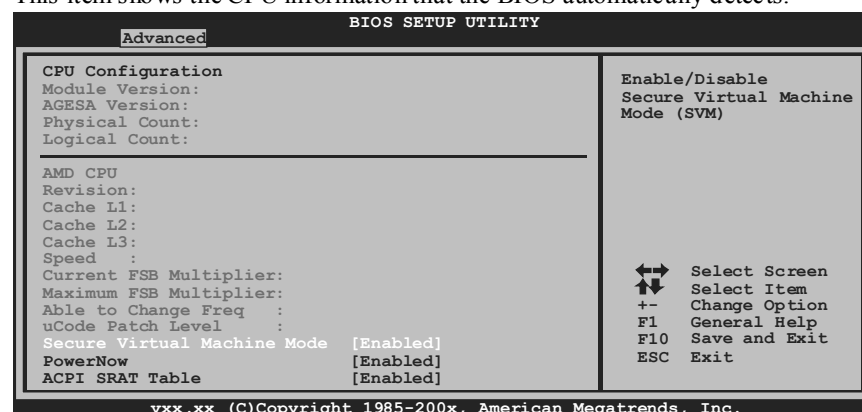 This item shows the CPU information that the BIOS automatically detects.
BIOS SETUP UTILITY
Advanced
CPU Configuration
Module Version:
AGESA Version:
Physical Count:
Logical Count:
AMD CPU
Revision:
Cache L1:
Cache L2:
Cache L3:
Speed :
Current FSB Multiplier:
Maximum FSB Multiplier:
Able to Change Freq :
uCode Patch Level :
Secure Virtual Machine Mode [Enabled]
PowerNow [Enabled]
ACPI SRAT Table [Enabled]
Enable/Disable
Secure Virtual Machine
Mode (SVM)
Select Screen
Select Item
+- Change Option
F1 General Help
F10 Save and Exit
ESC Exit
vxx.xx (C)Copyright 1985-200x, American Megatrends, Inc.